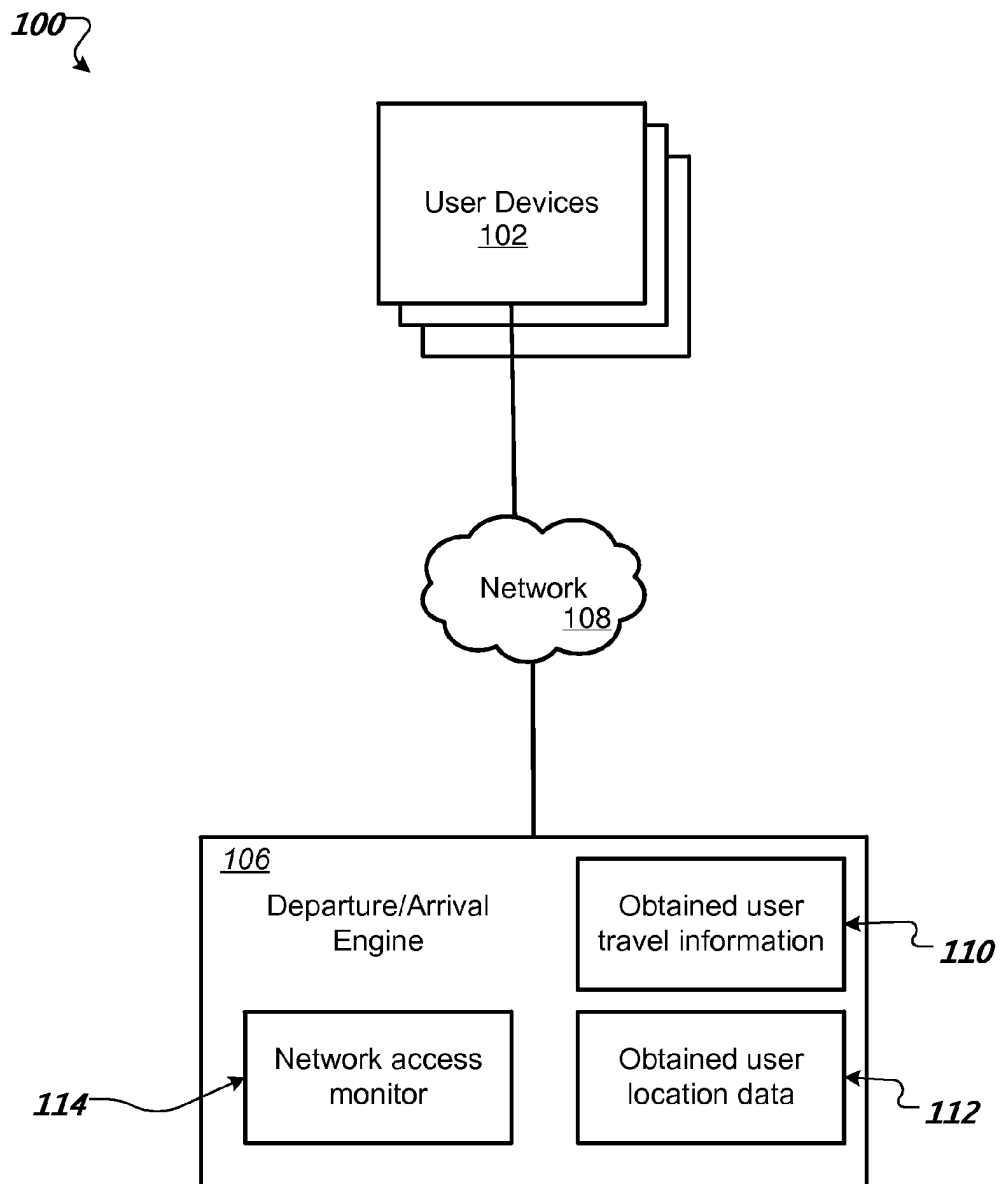 100
User Devices
102
Network
108
106
Departure/Arrival
Engine
Obtained user
travel information
110
Network access
monitor
114
Obtained user
location data
112